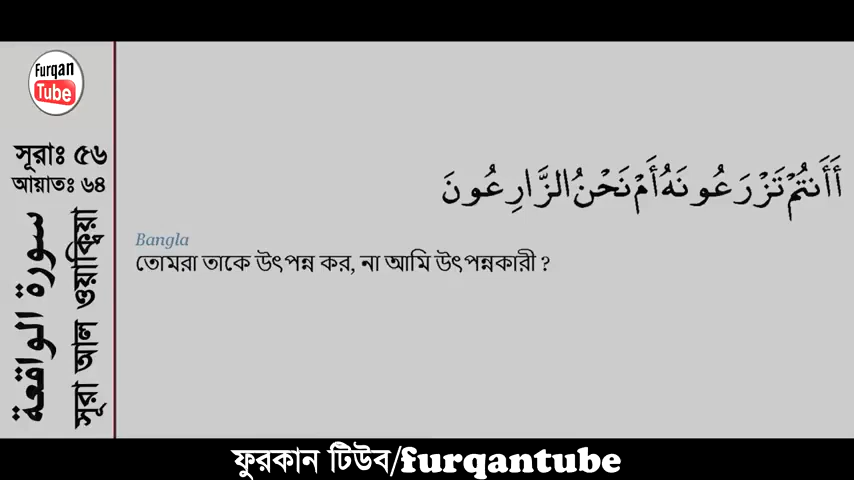 Furqan
Tube
সূরাঃ ৫৬
আয়াতঃ ৬৪
سورة الواقعة
সূরা আল ওয়াক্বিয়া
أَأَنتُمْ تَزْرَعُونَهُ أَمْ نَحْنُ الزَّارِعُونَ
Bangla
তোমরা তাকে উৎপন্ন কর, না আমি উৎপন্নকারী ?
ফুরকান টিউব/furqantube